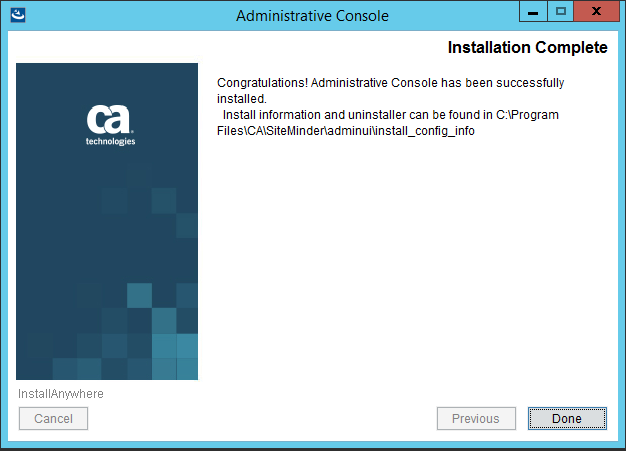 Administrative Console
Installation Complete
ca
technologies
Congratulations! Administrative Console has been successfully
installed.
Install information and uninstaller can be found in C:\Program
Files\CA\SiteMinder\adminui\install_config_info
InstallAnywhere
Cancel
Previous
Done